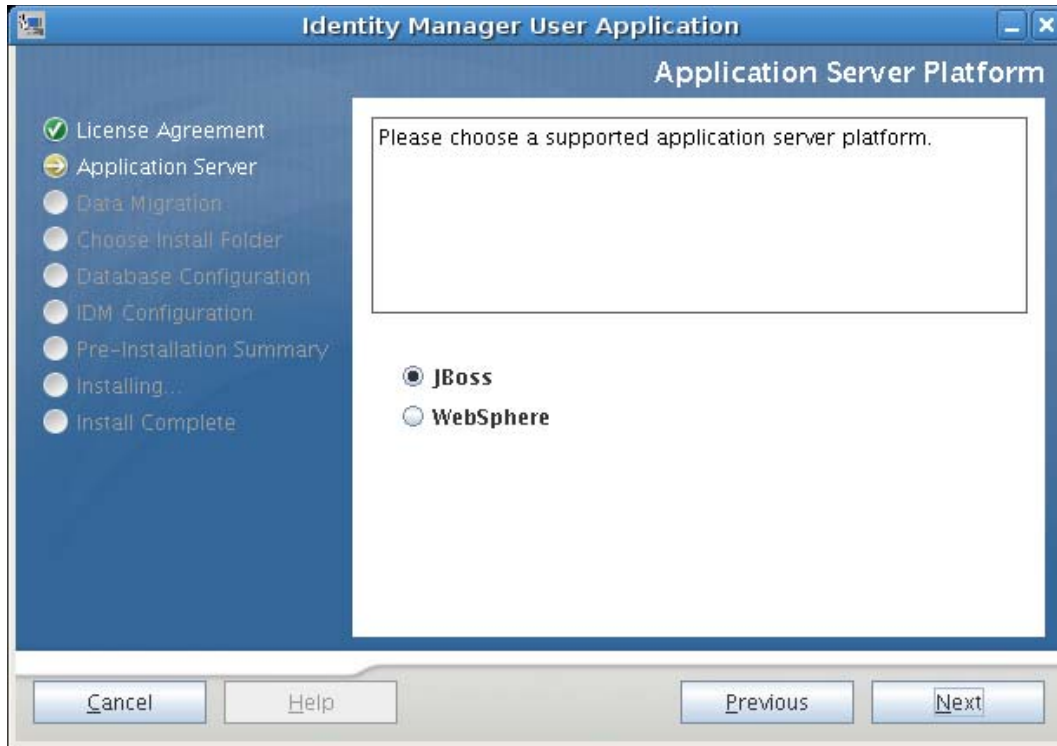 Identity Manager User Application
Application Server Platform
License Agreement
Application Server
Data Migration
Choose Install Folder
Database Configuration
IDM Configuration
Pre-Installation Summary
Installing...
Install Complete
Please choose a supported application server platform.
JBoss
WebSphere
Cancel
Help
Previous
Next